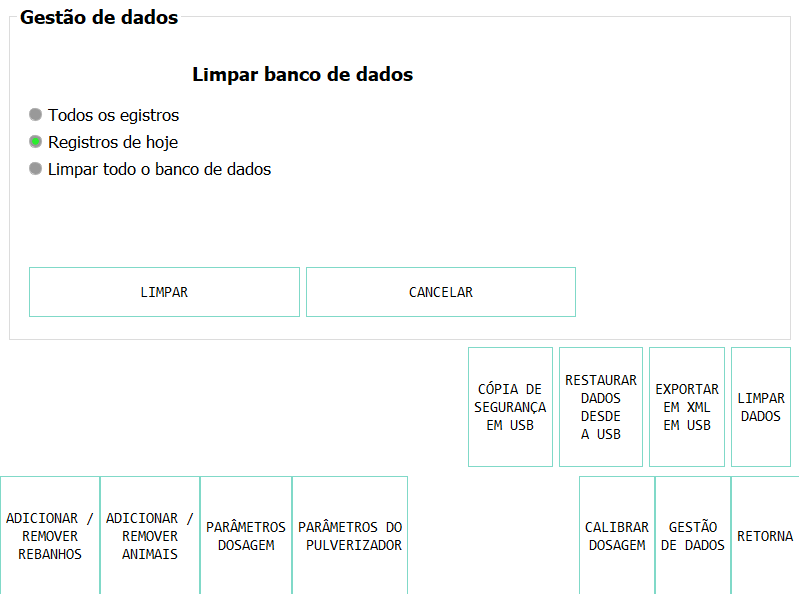 Gestão de dados
Limpar banco de dados
Todos os egistros
Registros de hoje
Limpar todo o banco de dados
LIMPAR
CANCELAR
CÓPIA DE
SEGURANÇA
EM USB
RESTAURAR
DADOS
DESDE
A USB
EXPORTAR
EM XML
EM USB
LIMPAR
DADOS
ADICIONAR /
REMOVER
REBANHOS
ADICIONAR /
REMOVER
ANIMAIS
PARÂMETROS
DOSAGEM
PARÂMETROS DO
PULVERIZADOR
CALIBRAR
DOSAGEM
GESTÃO
DE DADOS
RETORNA